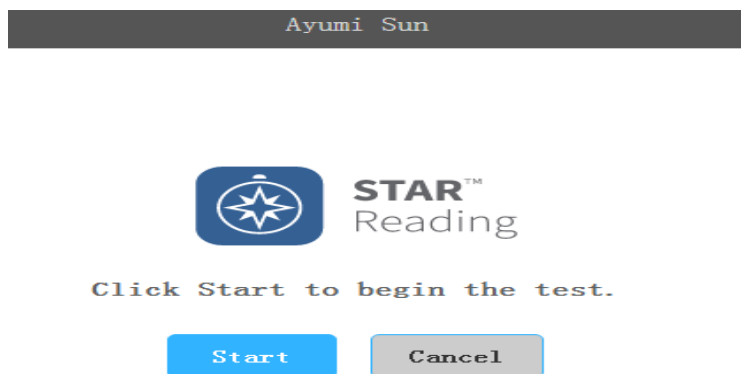 Ayumi Sun
STAR™
Reading
Click Start to begin the test.
Start Cancel